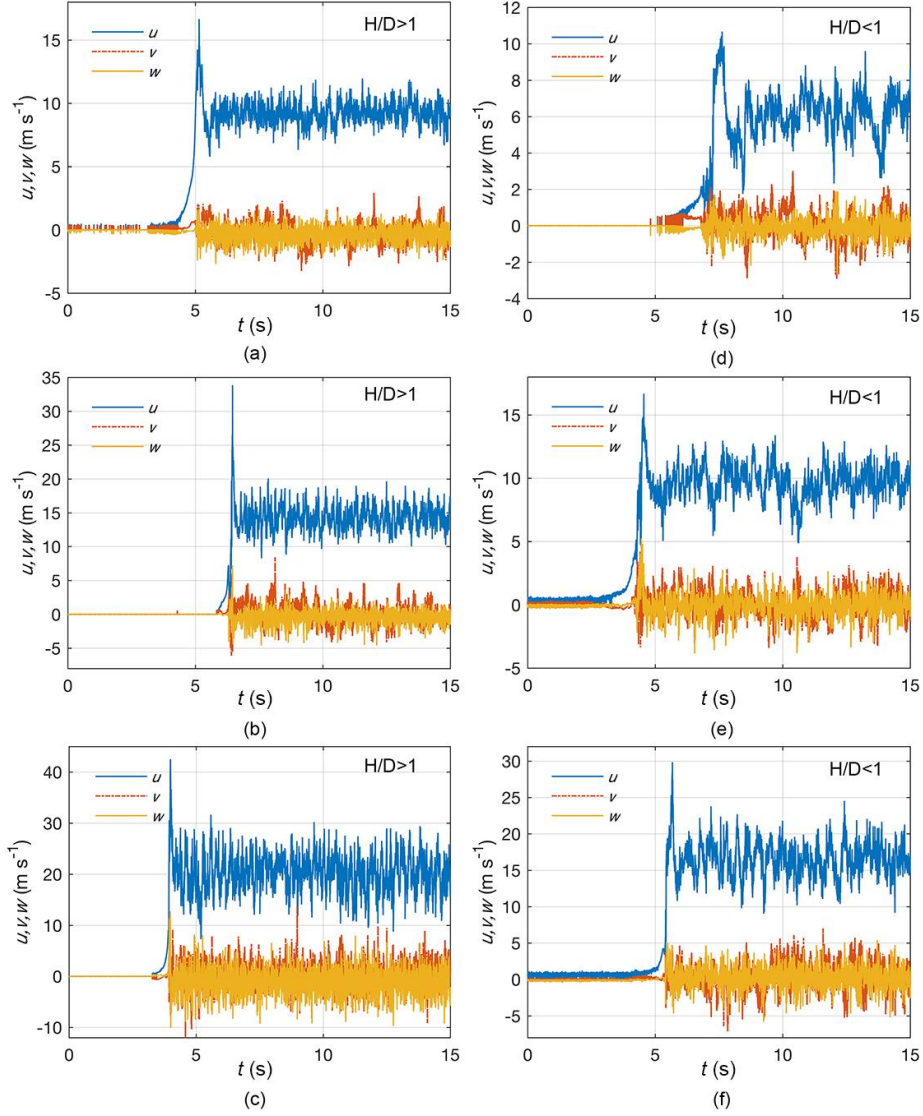 H/D>1
u
v
w
u,v,w (m s⁻¹)
15
10
5
0
-5
0 5 10 15
t (s)
(a)
H/D<1
u
v
w
u,v,w (m s⁻¹)
12
10
8
6
4
2
0
-2
-4
0 5 10 15
t (s)
(d)
H/D>1
u
v
w
u,v,w (m s⁻¹)
35
30
25
20
15
10
5
0
-5
-10
0 5 10 15
t (s)
(b)
H/D<1
u
v
w
u,v,w (m s⁻¹)
15
10
5
0
-5
0 5 10 15
t (s)
(e)
H/D>1
u
v
w
u,v,w (m s⁻¹)
40
30
20
10
0
-10
0 5 10 15
t (s)
(c)
H/D<1
u
v
w
u,v,w (m s⁻¹)
30
25
20
15
10
5
0
-5
0 5 10 15
t (s)
(f)